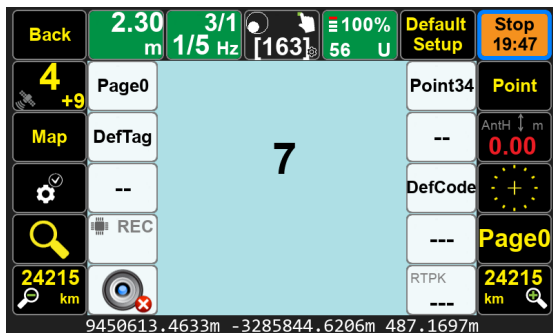 Back
2.30 m
3/1
1/5 Hz
[163]
100%
56 U
Default
Setup
Stop
19:47
4
+9
Page0
Point34
Point
Map
DefTag
7
--
AntH m
0.00
--
DefCode
REC
---
Page0
24215
km
RTPK
---
24215
km
9450613.4633m -3285844.6206m 487.1697m